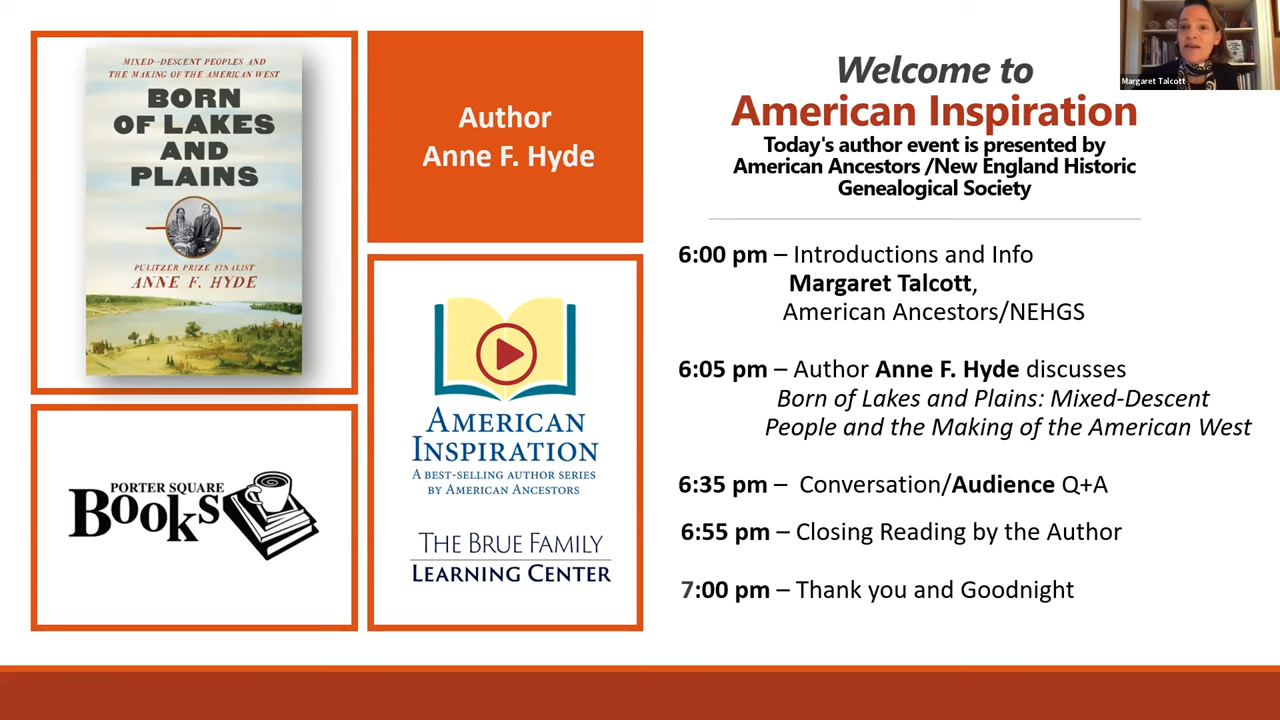 MIXED-DESCENT PEOPLES AND
THE MAKING OF THE AMERICAN WEST
BORN
OF LAKES
AND
PLAINS
PULITZER PRIZE FINALIST
ANNE F. HYDE
Author
Anne F. Hyde
PORTER SQUARE
BOOKS
AMERICAN
INSPIRATION
A BEST-SELLING AUTHOR SERIES
BY AMERICAN ANCESTORS
THE BRUE FAMILY
LEARNING CENTER
Welcome to
American Inspiration
Today's author event is presented by
American Ancestors /New England Historic
Genealogical Society
6:00 pm – Introductions and Info
Margaret Talcott,
American Ancestors/NEHGS
6:05 pm – Author Anne F. Hyde discusses
Born of Lakes and Plains: Mixed-Descent
People and the Making of the American West
6:35 pm – Conversation/Audience Q+A
6:55 pm – Closing Reading by the Author
7:00 pm – Thank you and Goodnight
Margaret Talcott